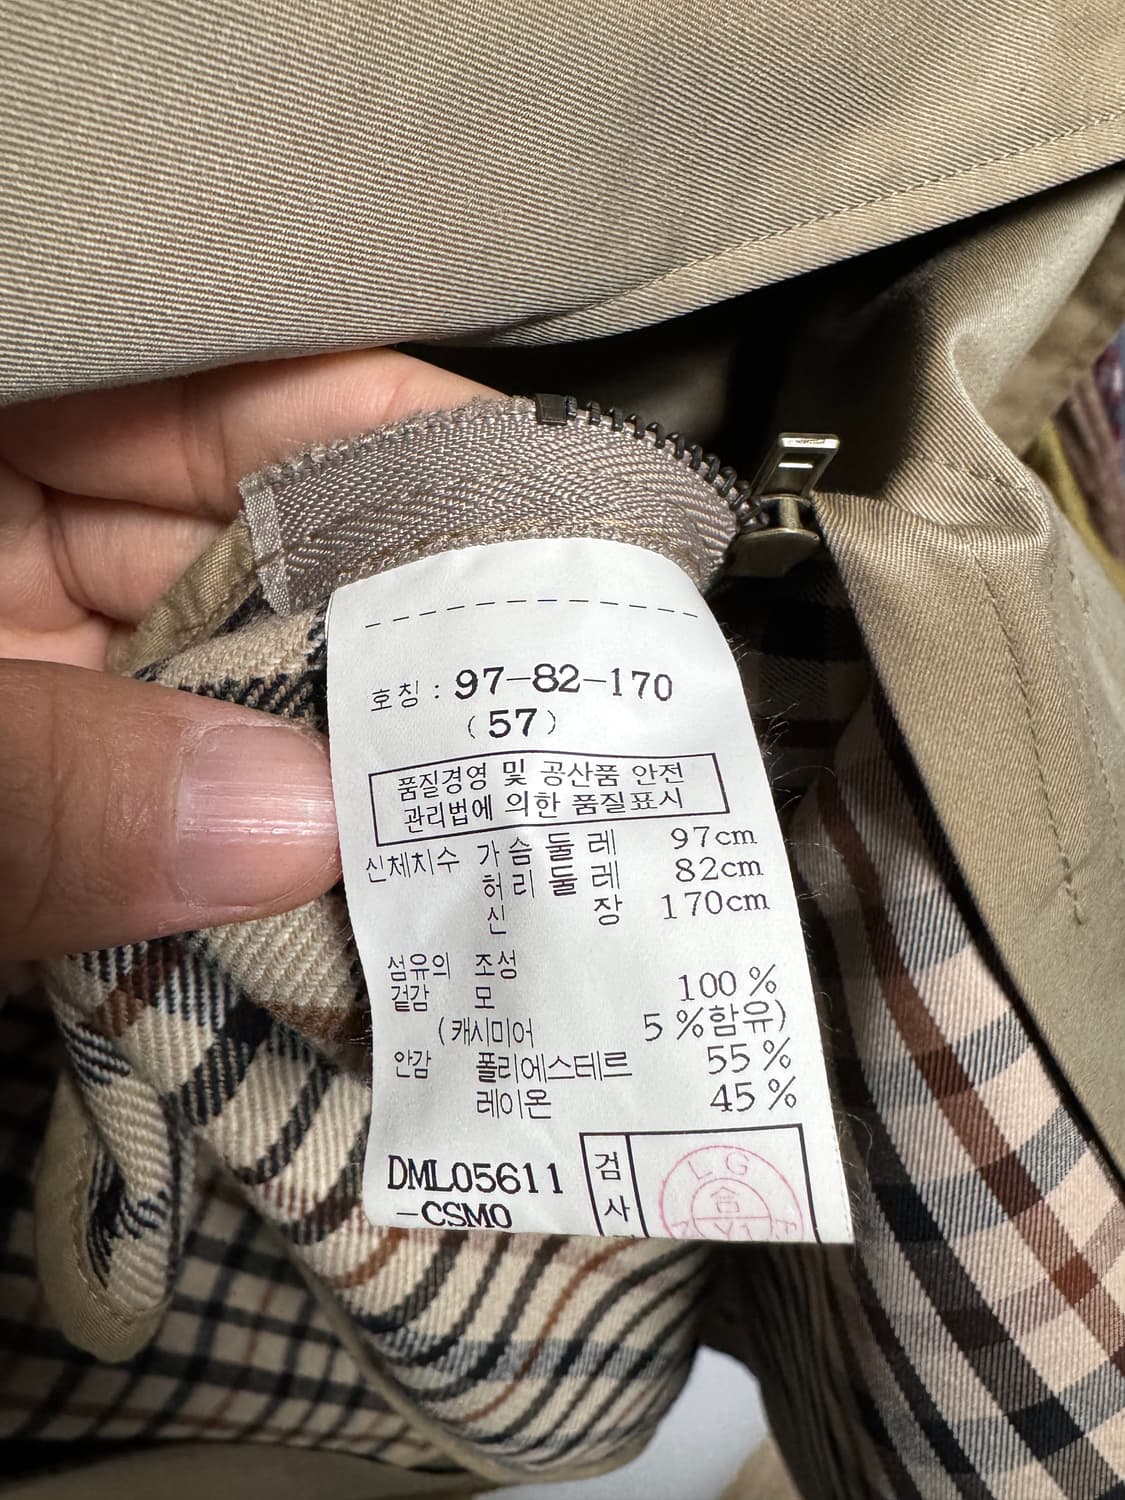 호칭 : 97-82-170
(57)
품질경영 및 공산품 안전
관리법에 의한 품질표시
신체치수 가슴둘레 97cm
허리둘레 82cm
신장 170cm
섬유의 조성
겉감 모 100 %
(캐시미어 5 %함유)
안감 폴리에스테르 55 %
레이온 45 %
DML05611
-CSM0
검
사
LG
合